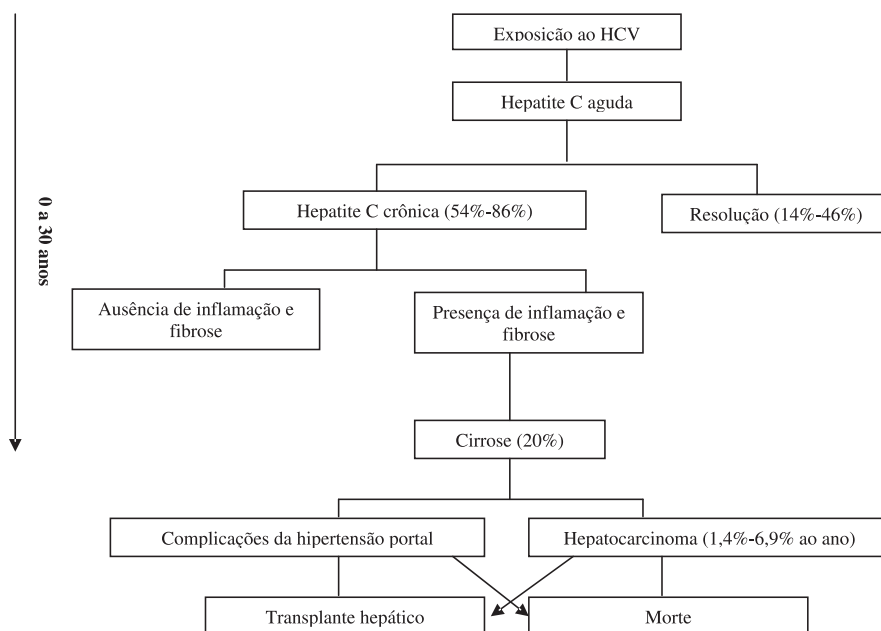 Exposição ao HCV
Hepatite C aguda
Hepatite C crônica (54%-86%)
Resolução (14%-46%)
0 a 30 anos
Ausência de inflamação e
fibrose
Presença de inflamação e
fibrose
Cirrose (20%)
Complicações da hipertensão portal
Hepatocarcinoma (1,4%-6,9% ao ano)
Transplante hepático
Morte